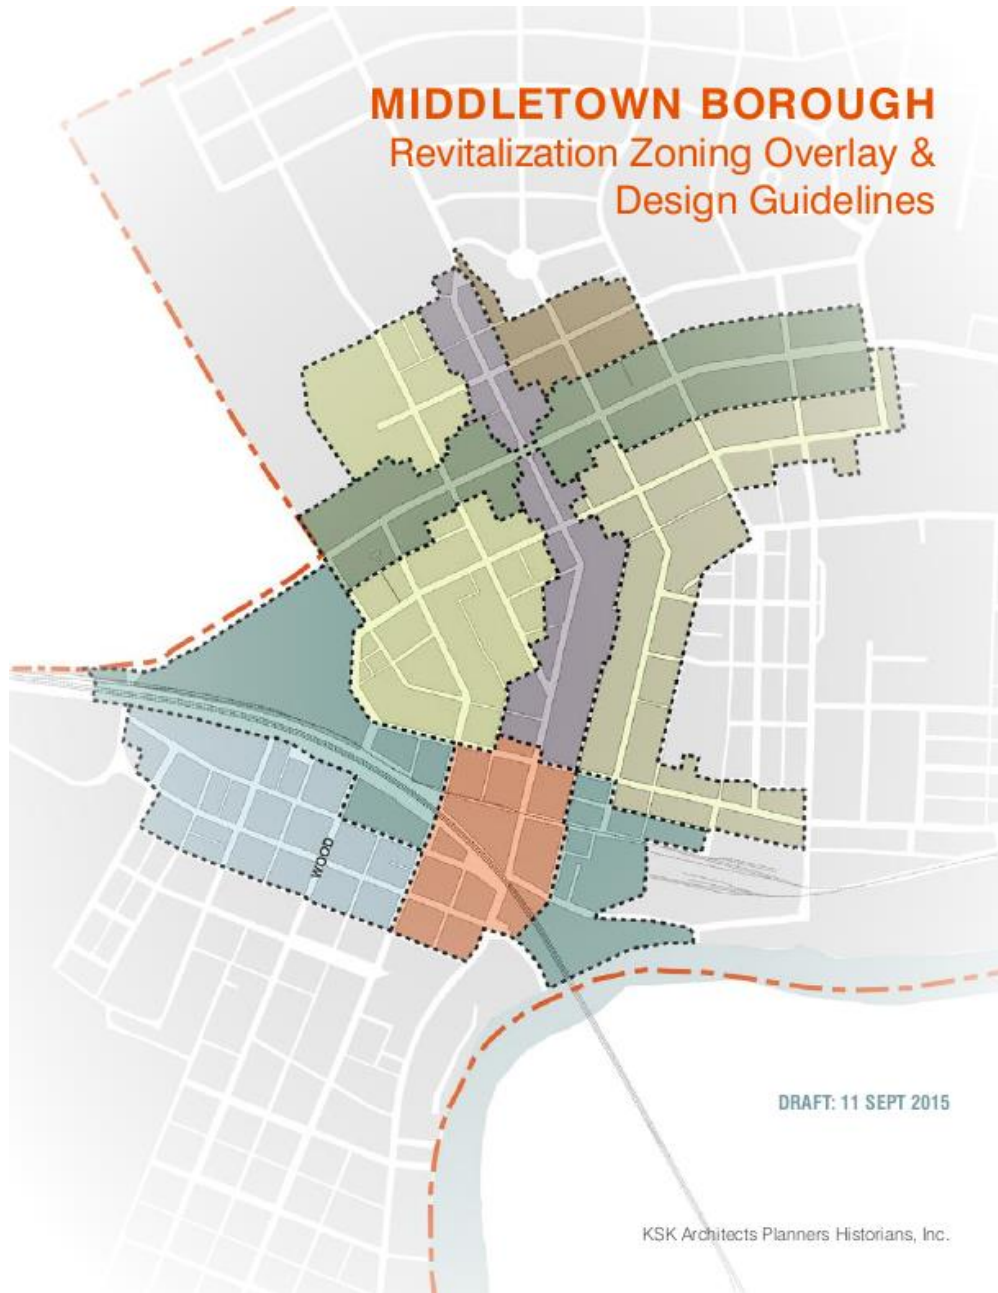 MIDDLETOWN BOROUGH
Revitalization Zoning Overlay &
Design Guidelines
WOOD
DRAFT: 11 SEPT 2015
KSK Architects Planners Historians, Inc.